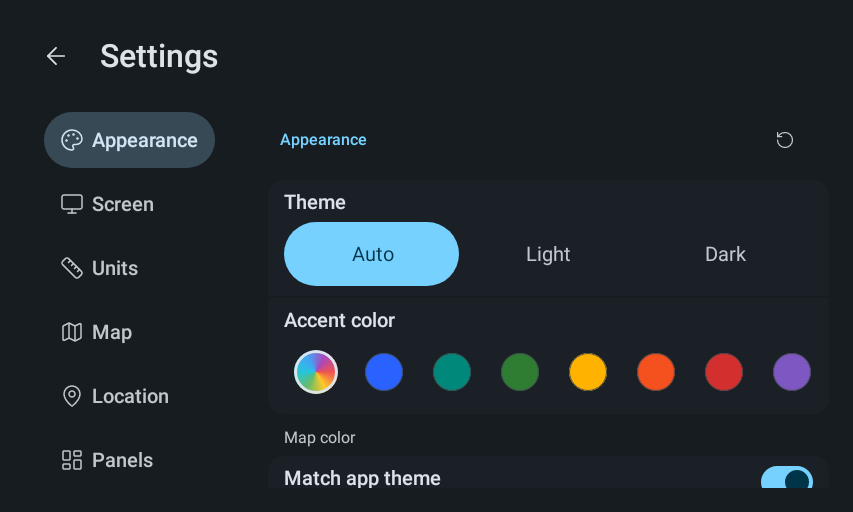 Settings
Appearance
Screen
Units
Map
Location
Panels
Appearance
Theme
Auto
Light
Dark
Accent color
Map color
Match app theme